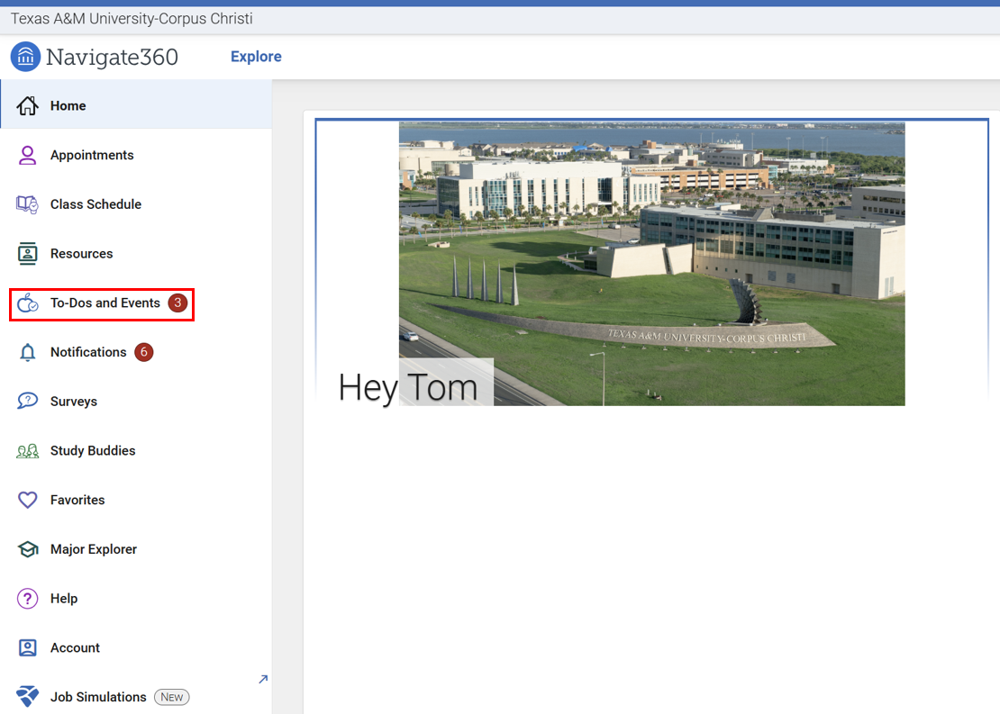 Texas A&M University-Corpus Christi
Navigate360
Explore
Home
Appointments
Class Schedule
Resources
To-Dos and Events 3
Notifications 6
Surveys
Study Buddies
Favorites
Major Explorer
Help
Account
Job Simulations New
TEXAS A&M UNIVERSITY-CORPUS CHRISTI
Hey Tom